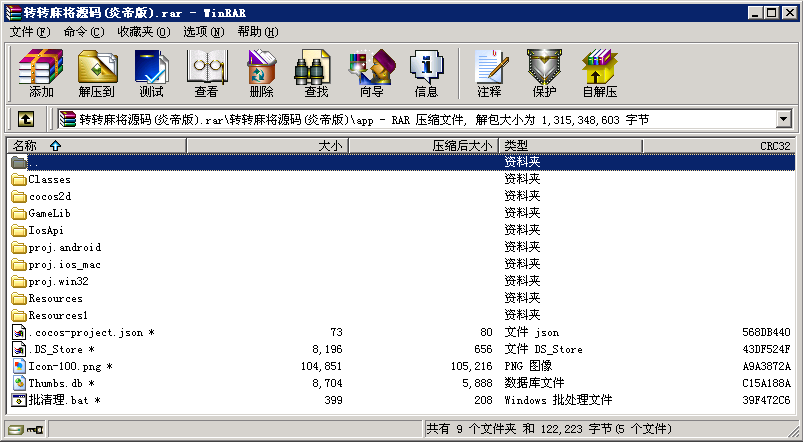 转转麻将源码(炎帝版).rar - WinRAR
文件(F) 命令(C) 收藏夹(O) 选项(N) 帮助(H)
添加 解压到 测试 查看 删除 查找 向导 信息 注释 保护 自解压
转转麻将源码(炎帝版).rar\转转麻将源码(炎帝版)\app - RAR 压缩文件, 解包大小为 1,315,348,603 字节
名称 大小 压缩后大小 类型 CRC32
.. 资料夹
Classes 资料夹
cocos2d 资料夹
GameLib 资料夹
IosApi 资料夹
proj.android 资料夹
proj.ios_mac 资料夹
proj.win32 资料夹
Resources 资料夹
Resources1 资料夹
.cocos-project.json * 73 80 文件 json 568DB440
.DS_Store * 8,196 656 文件 DS_Store 43DF524F
Icon-100.png * 104,851 105,216 PNG 图像 A9A3872A
Thumbs.db * 8,704 5,888 数据库文件 C15A188A
批清理.bat * 399 208 Windows 批处理文件 39F472C6
共有 9 个文件夹 和 122,223 字节(5 个文件)